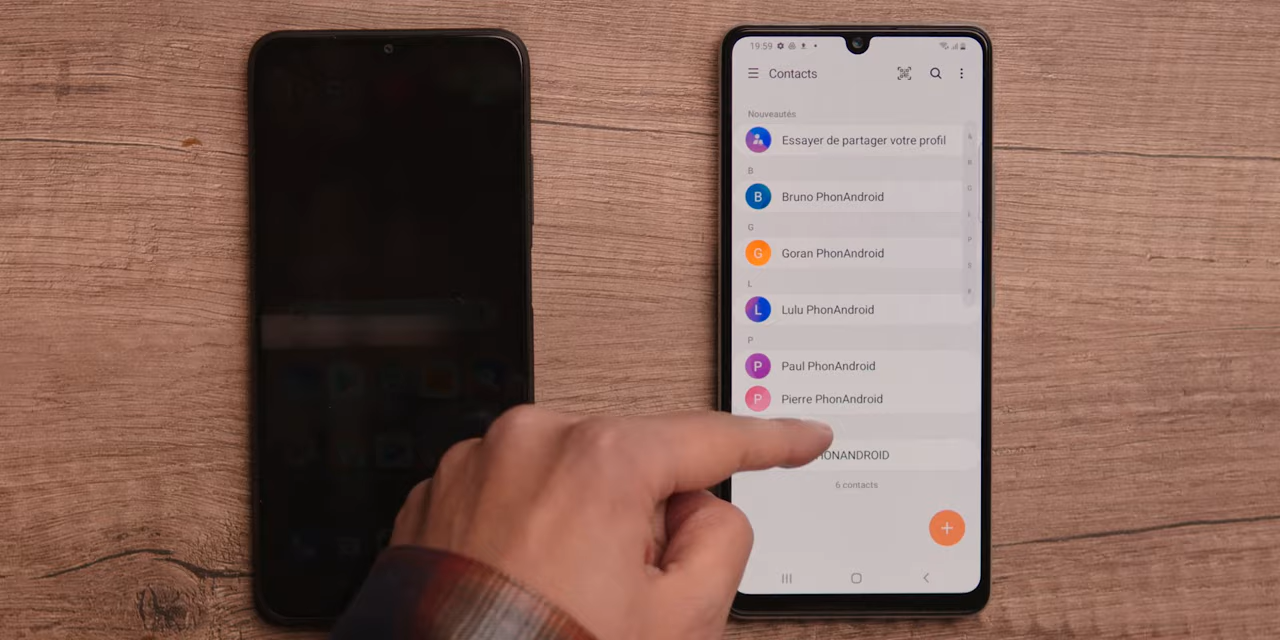 19:59
Contacts
Nouveautés
Essayer de partager votre profil
B
B Bruno PhonAndroid
G
G Goran PhonAndroid
L
L Lulu PhonAndroid
P
P Paul PhonAndroid
P Pierre PhonAndroid
HONANDROID
6 contacts